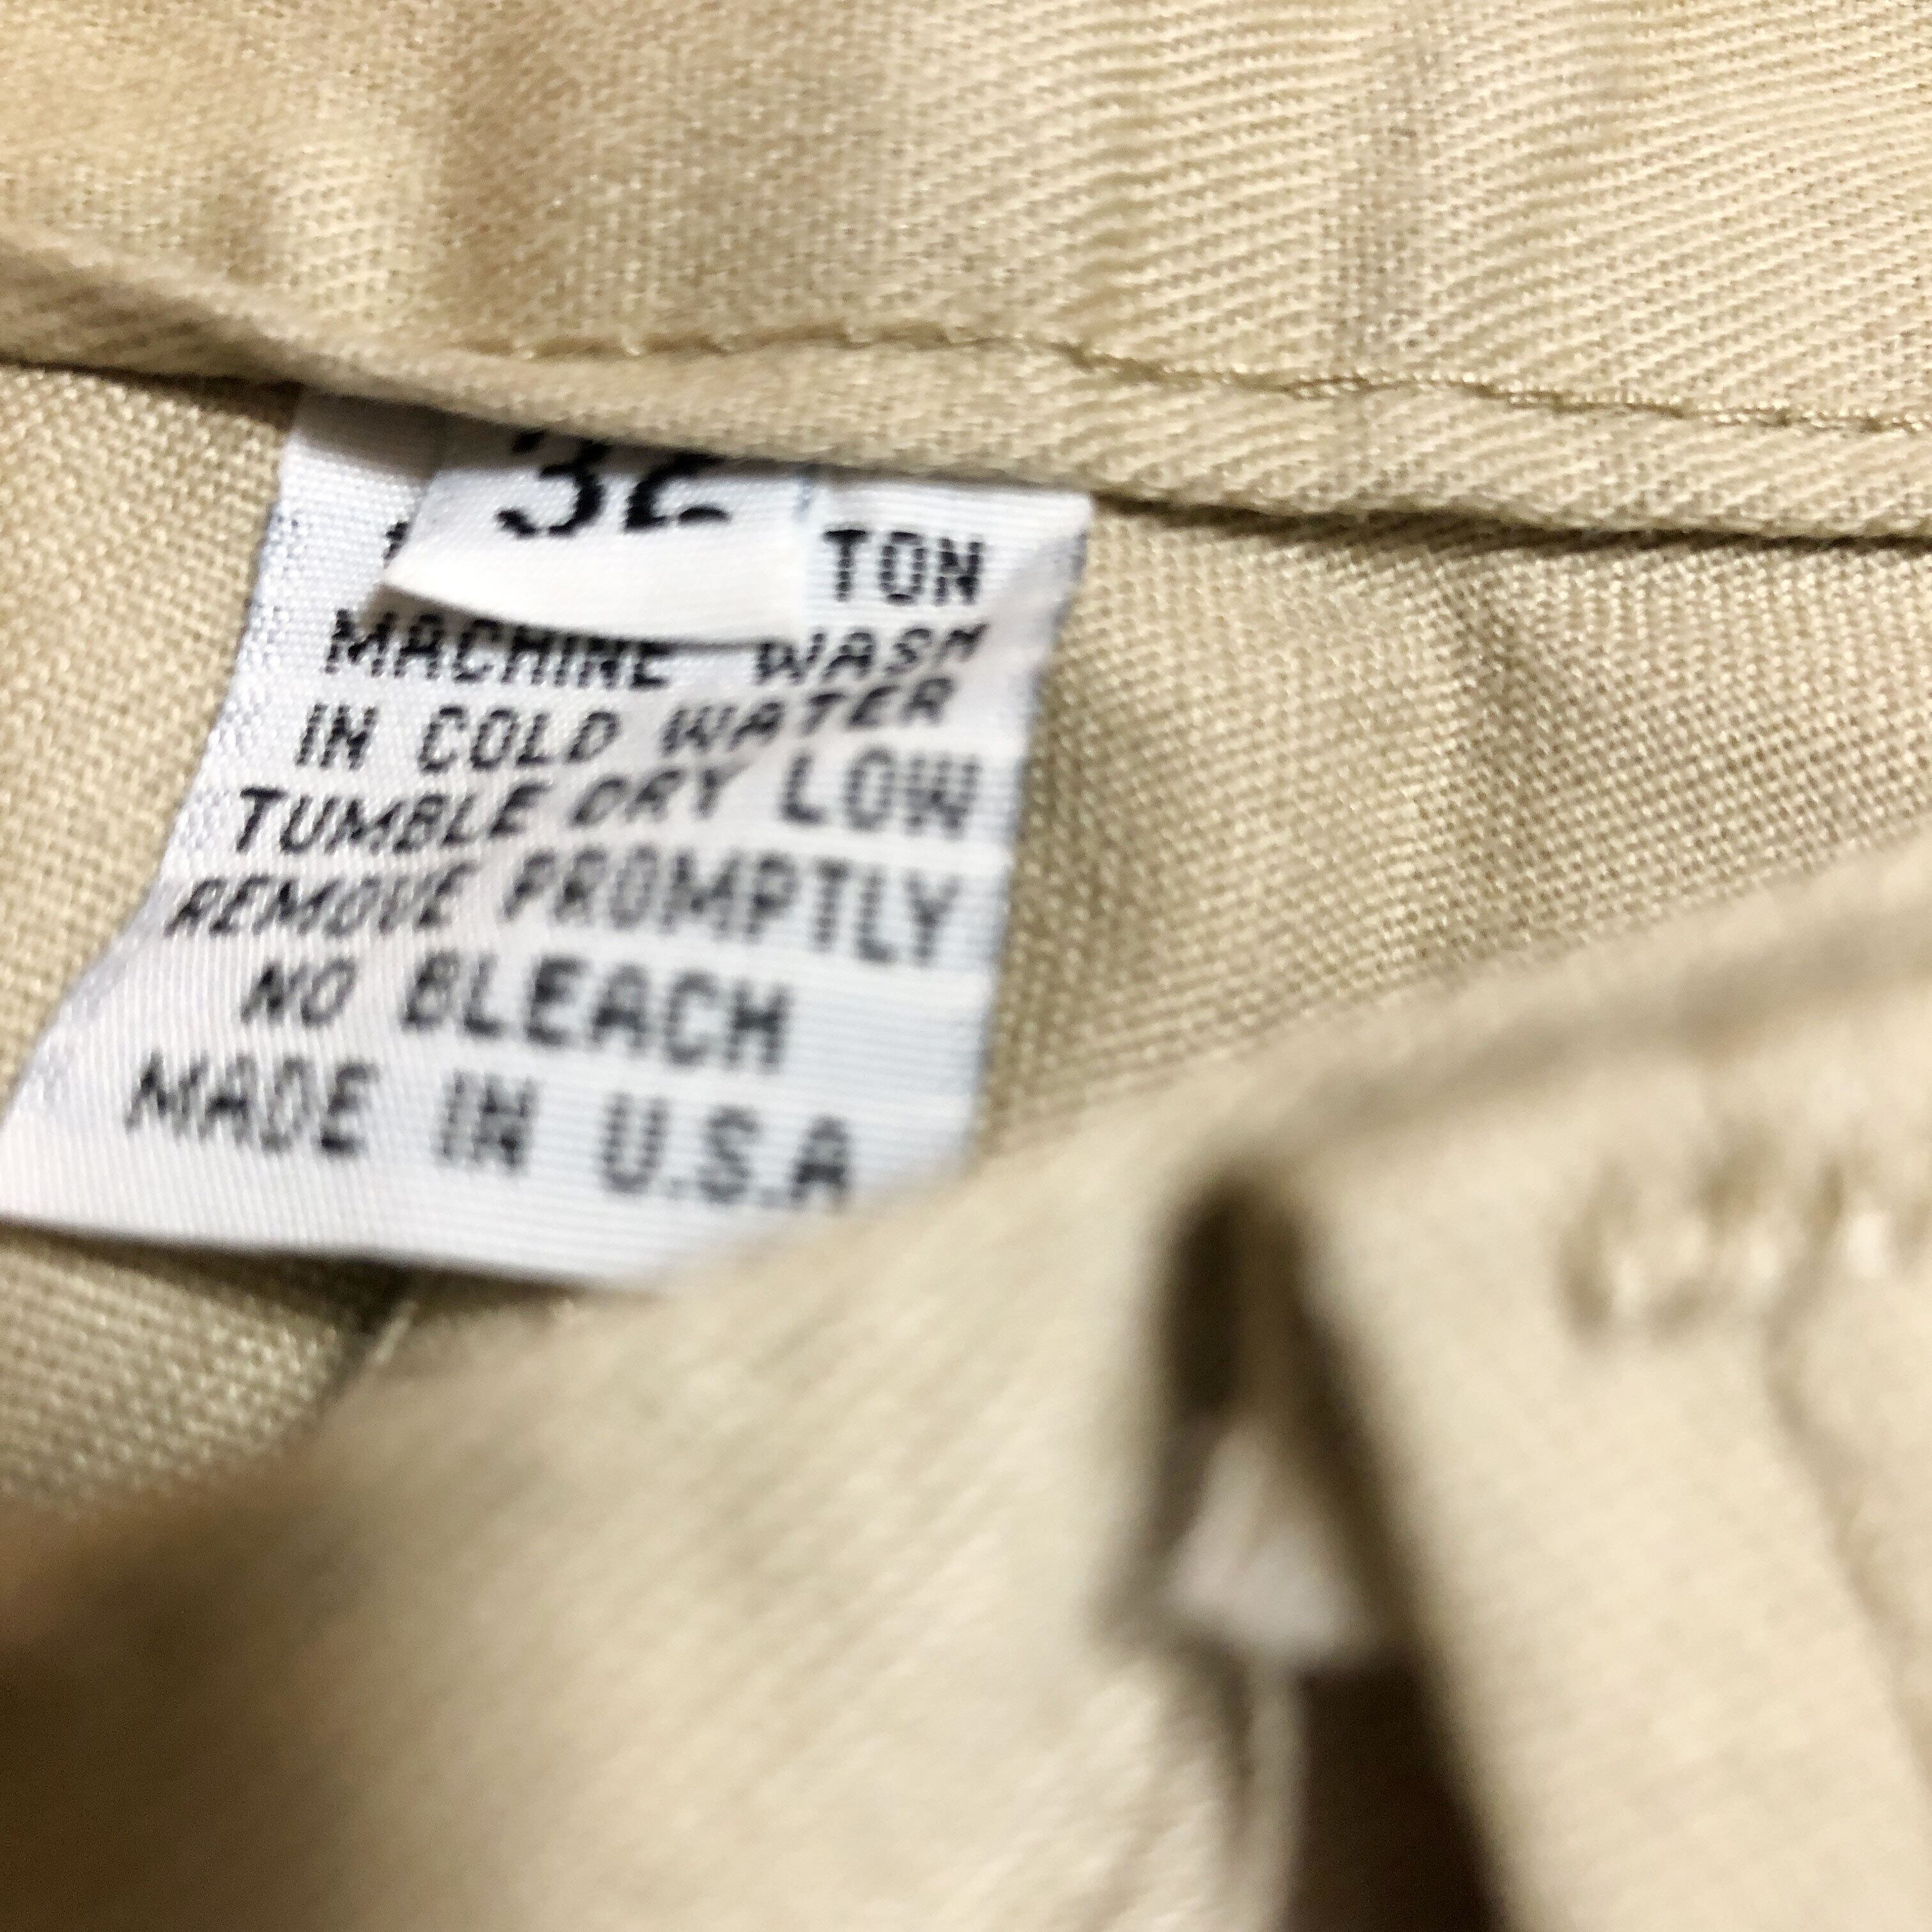 32
TON
MACHINE WASH
IN COLD WATER
TUMBLE DRY LOW
REMOVE PROMPTLY
NO BLEACH
MADE IN U.S.A